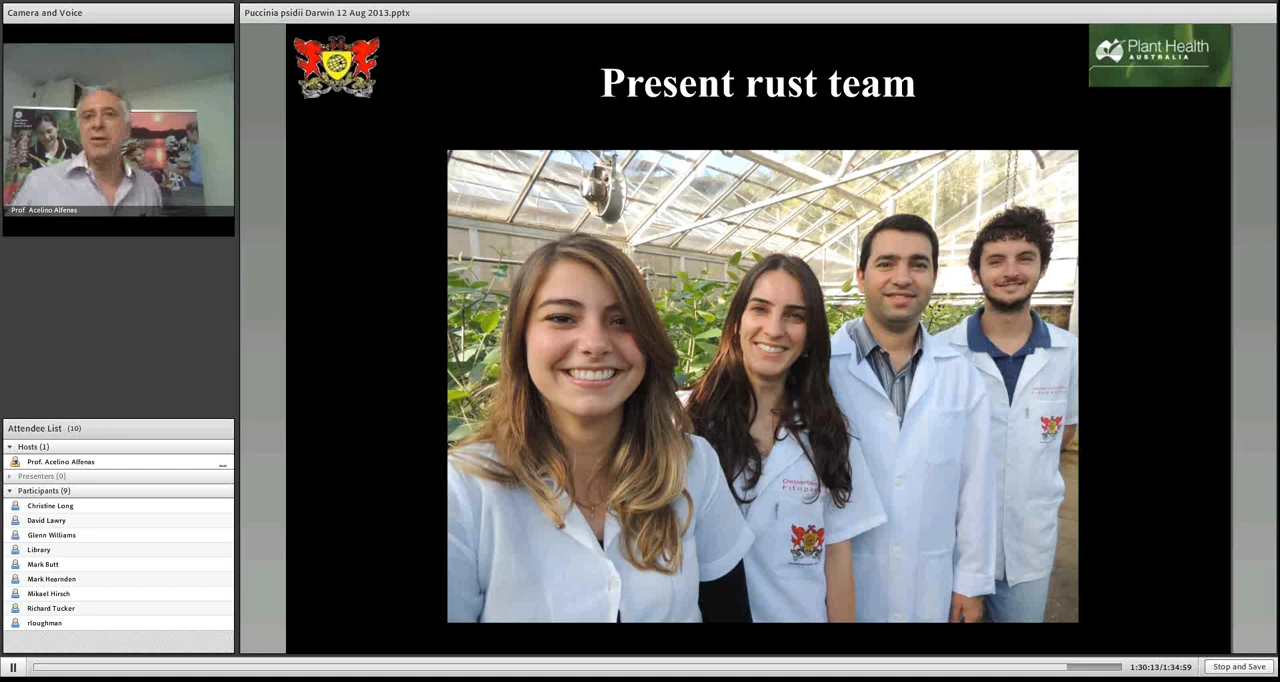 Camera and Voice
Prof. Acelino Alfenas
Attendee List (10)
Hosts (1)
Prof. Acelino Alfenas
Presenters (0)
Participants (9)
Christine Long
David Lawry
Glenn Williams
Library
Mark Butt
Mark Hearnden
Mikael Hirsch
Richard Tucker
rloughman
Puccinia psidii Darwin 12 Aug 2013.pptx
Plant Health
AUSTRALIA
Present rust team
1:30:13/1:34:59
Stop and Save